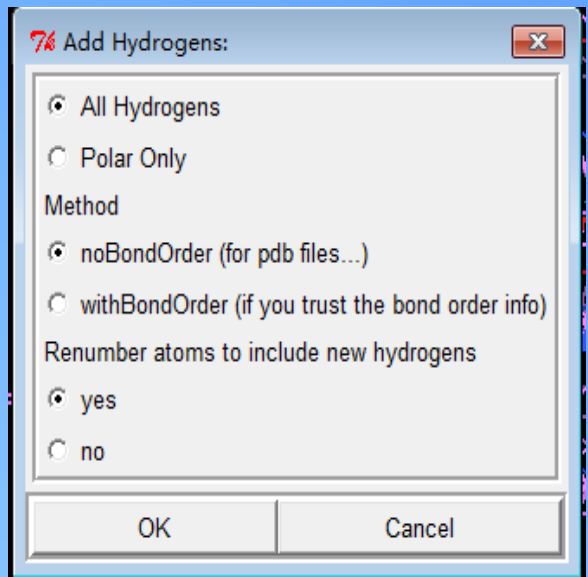 Add Hydrogens:
All Hydrogens
Polar Only
Method
noBondOrder (for pdb files...)
withBondOrder (if you trust the bond order info)
Renumber atoms to include new hydrogens
yes
no
OK
Cancel